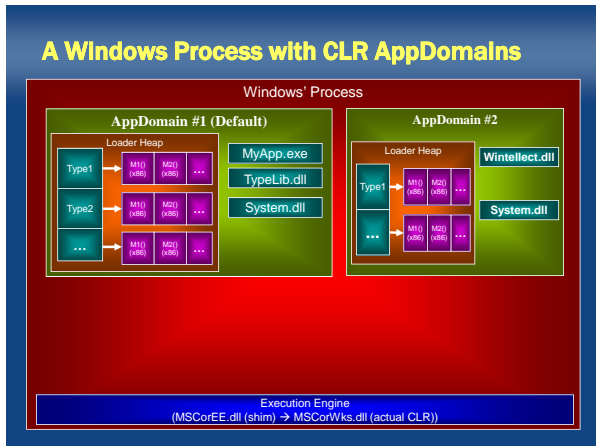 A Windows Process with CLR AppDomains
Windows' Process
AppDomain #1 (Default)
Loader Heap
Type1
M1()
(x86)
M2()
(x86)
...
Type2
M1()
(x86)
M2()
(x86)
...
...
M1()
(x86)
M2()
(x86)
...
MyApp.exe
TypeLib.dll
System.dll
AppDomain #2
Loader Heap
Type1
M1()
(x86)
M2()
(x86)
...
...
M1()
(x86)
M2()
(x86)
...
Wintellect.dll
System.dll
Execution Engine
(MSCorEE.dll (shim) → MSCorWks.dll (actual CLR))